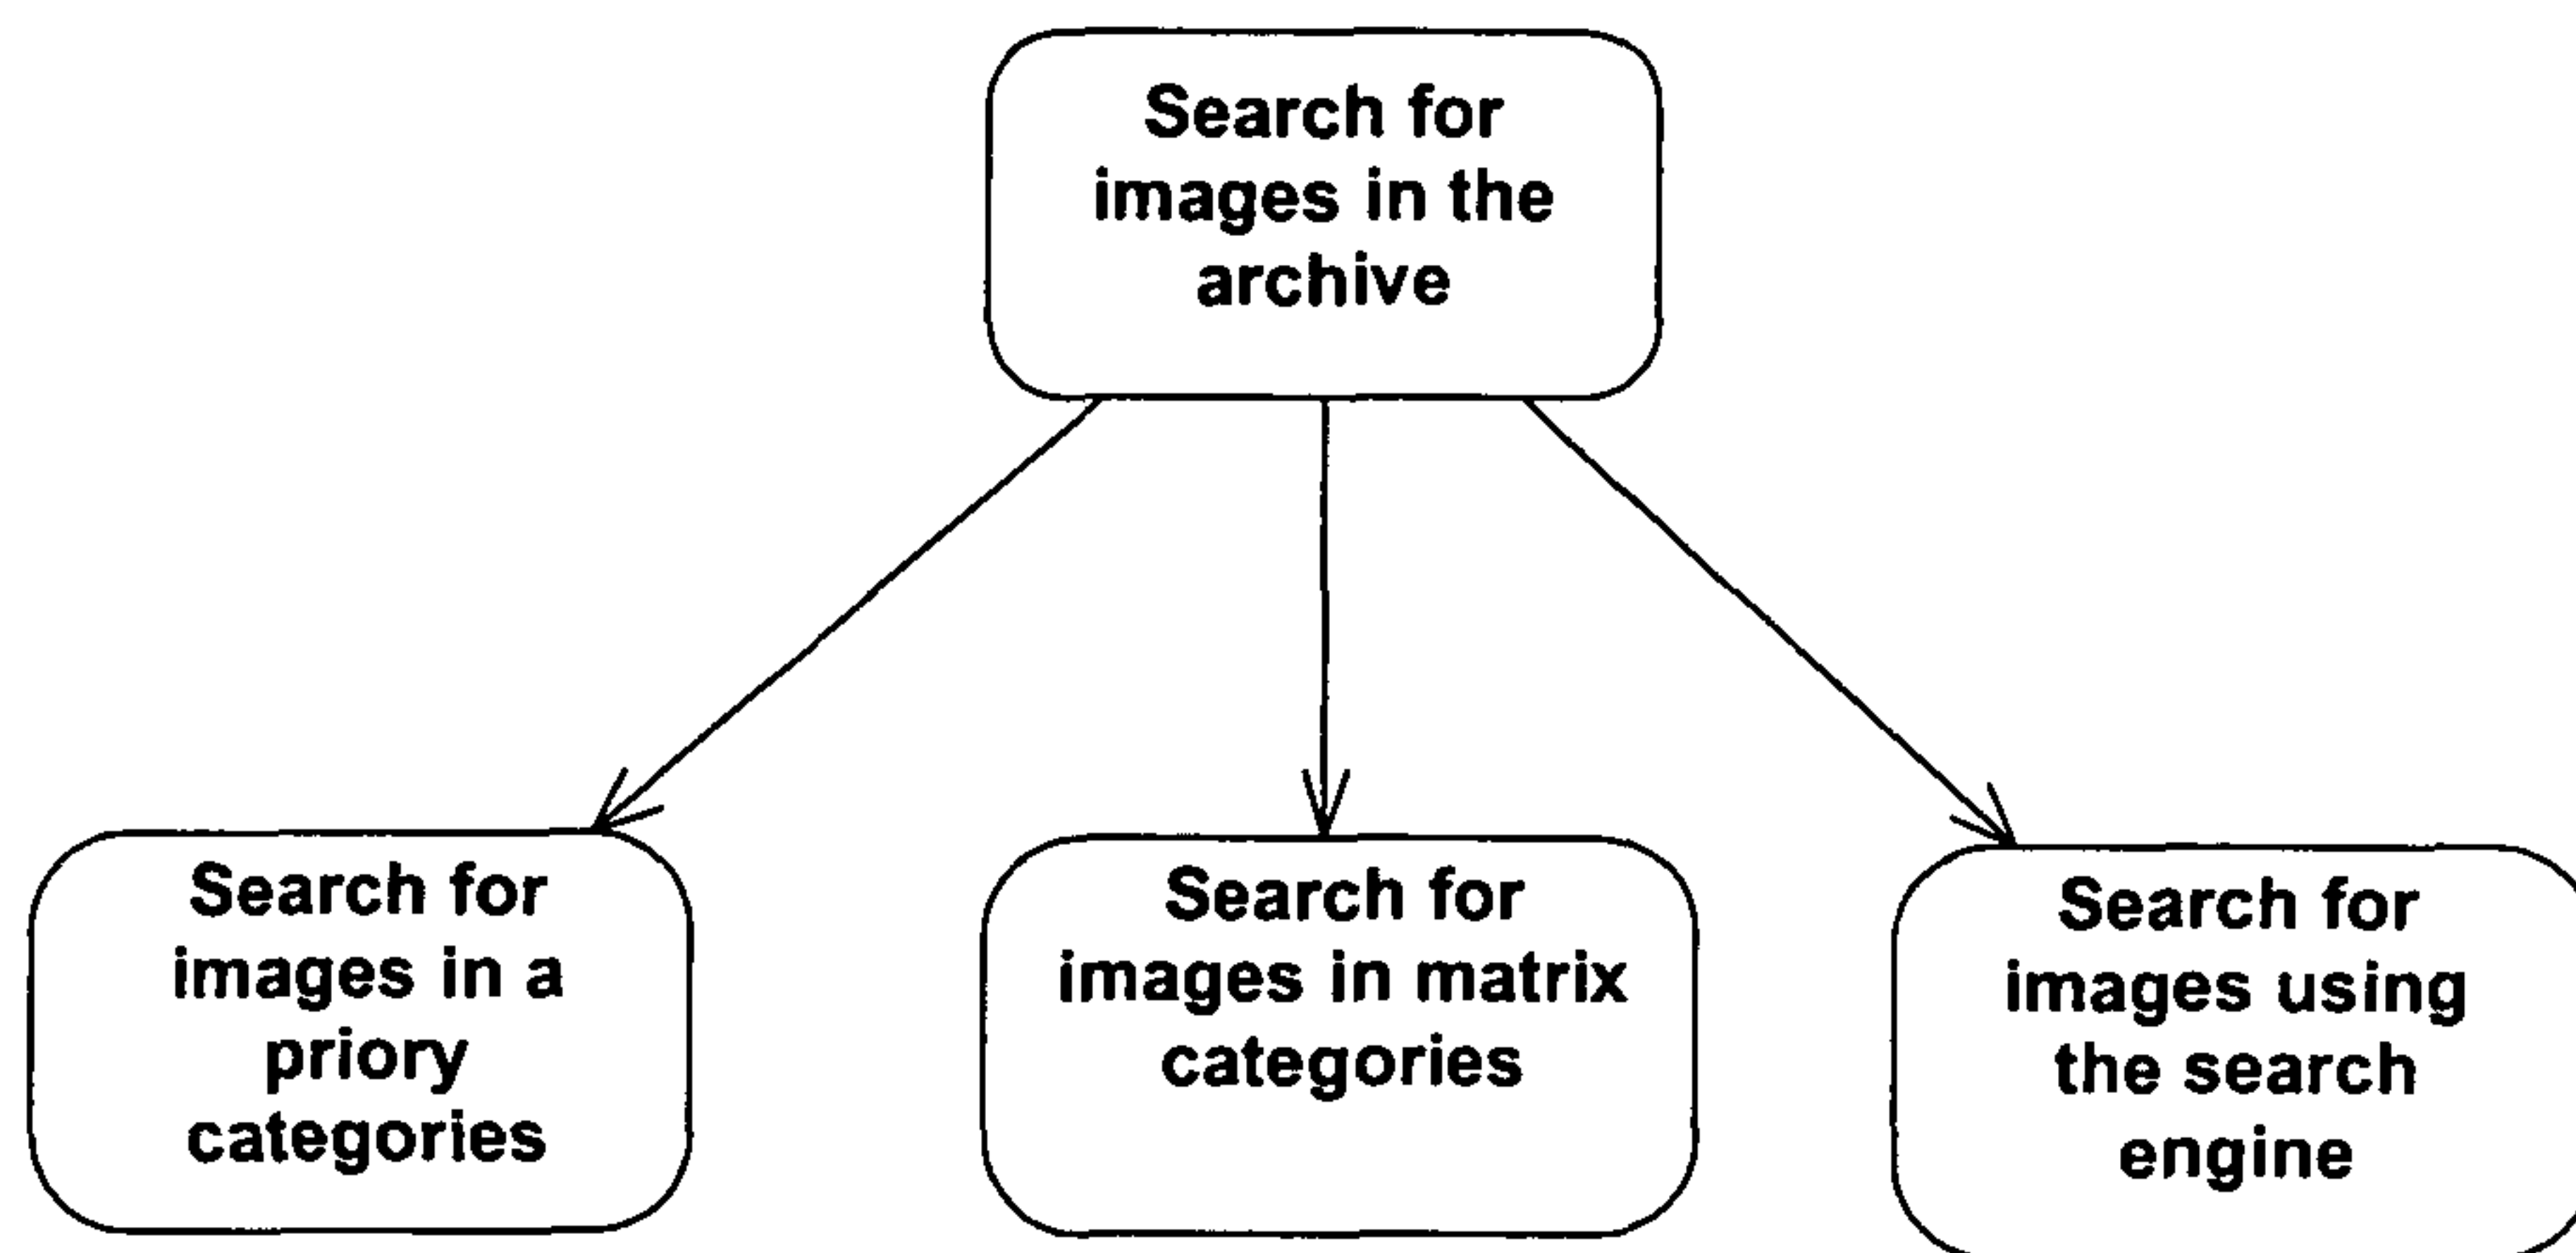 Search for
images in the
archive
Search for
images in a
priory
categories
Search for
images in matrix
categories
Search for
images using
the search
engine